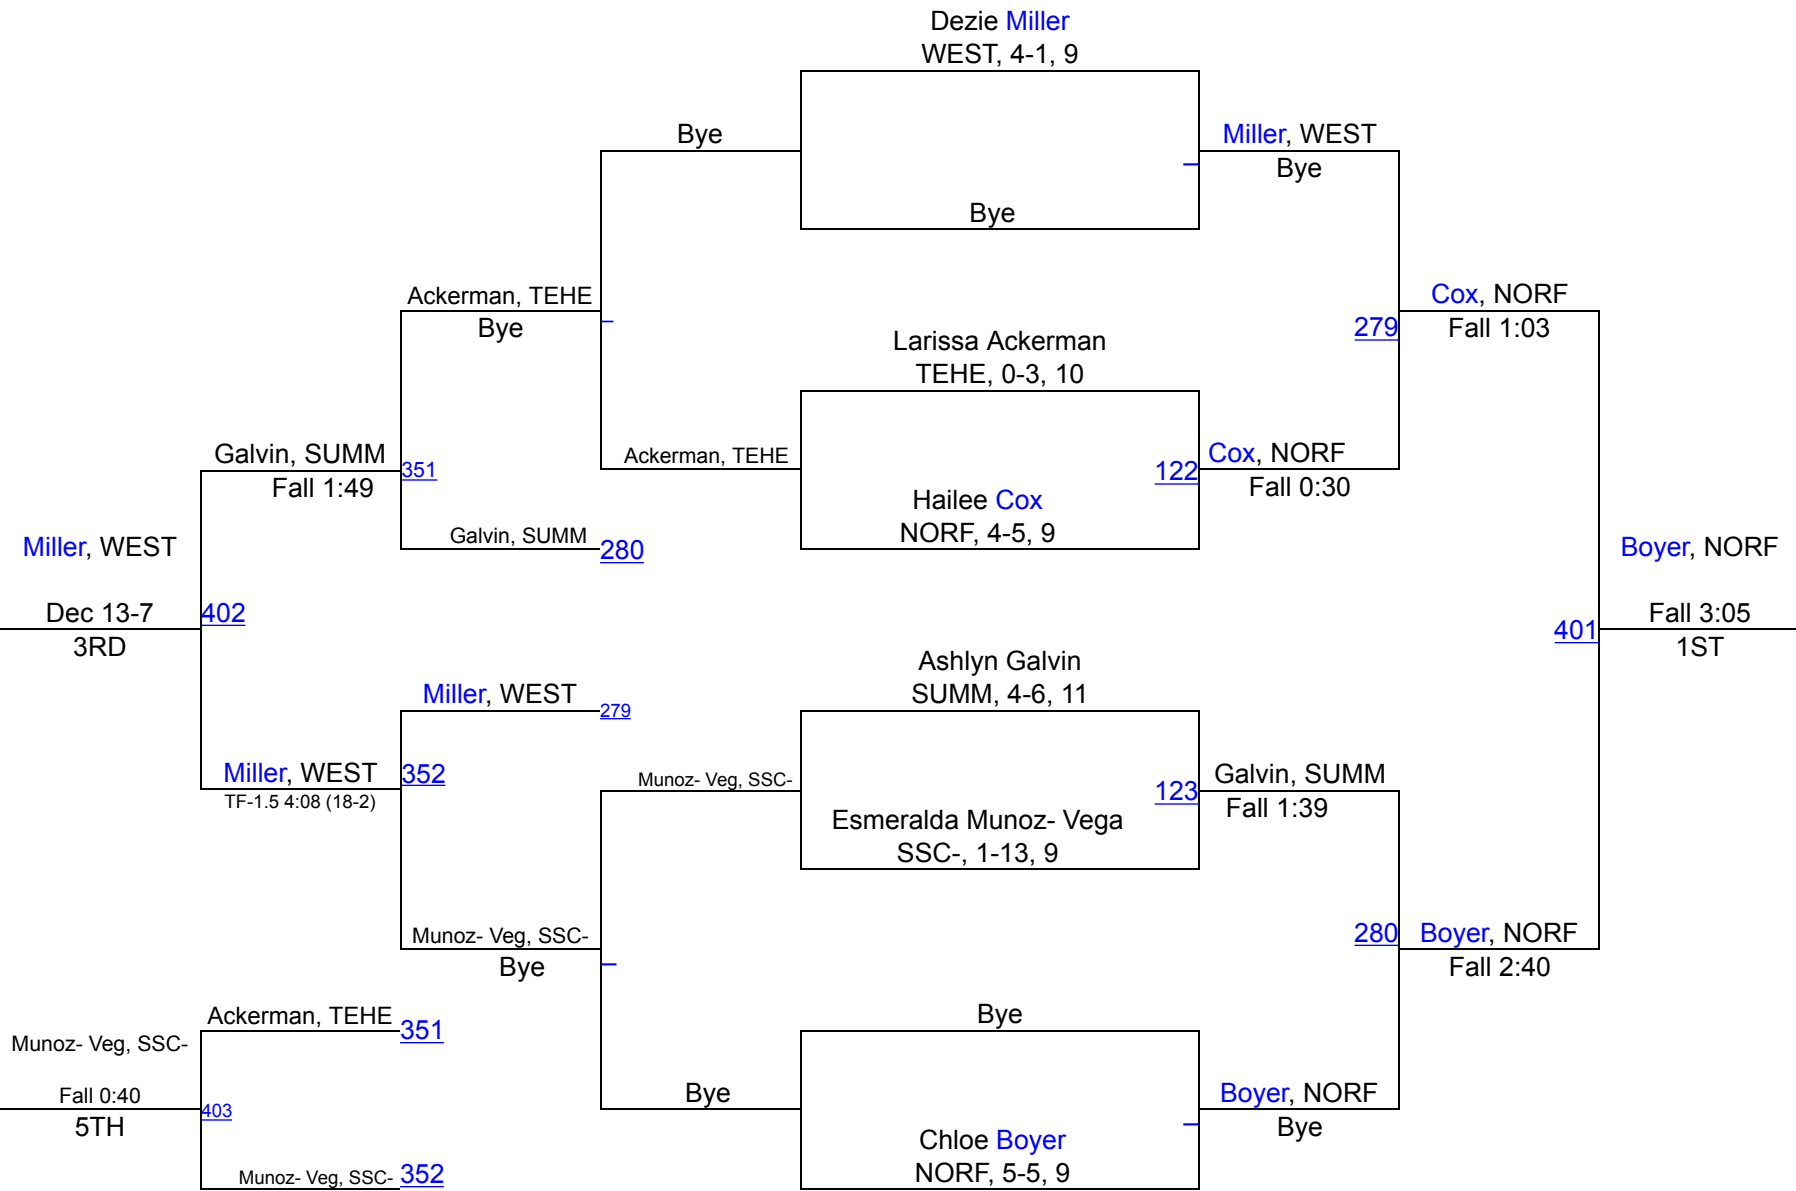 Dezie Miller
WEST, 4-1, 9
Bye
Miller, WEST
Bye
Bye
Ackerman, TEHE
Bye
Cox, NORF
279
Fall 1:03
Larissa Ackerman
TEHE, 0-3, 10
Galvin, SUMM
351
Fall 1:49
Ackerman, TEHE
122
Cox, NORF
Fall 0:30
Hailee Cox
NORF, 4-5, 9
Galvin, SUMM
280
Miller, WEST
Boyer, NORF
Dec 13-7
402
3RD
401
Fall 3:05
1ST
Ashlyn Galvin
SUMM, 4-6, 11
Miller, WEST
279
Miller, WEST
352
TF-1.5 4:08 (18-2)
Munoz- Veg, SSC-
123
Galvin, SUMM
Fall 1:39
Esmeralda Munoz- Vega
SSC-, 1-13, 9
Munoz- Veg, SSC-
Bye
280
Boyer, NORF
Fall 2:40
Ackerman, TEHE
351
Bye
Munoz- Veg, SSC-
Fall 0:40
403
5TH
Bye
Boyer, NORF
Bye
Chloe Boyer
NORF, 5-5, 9
Munoz- Veg, SSC-
352